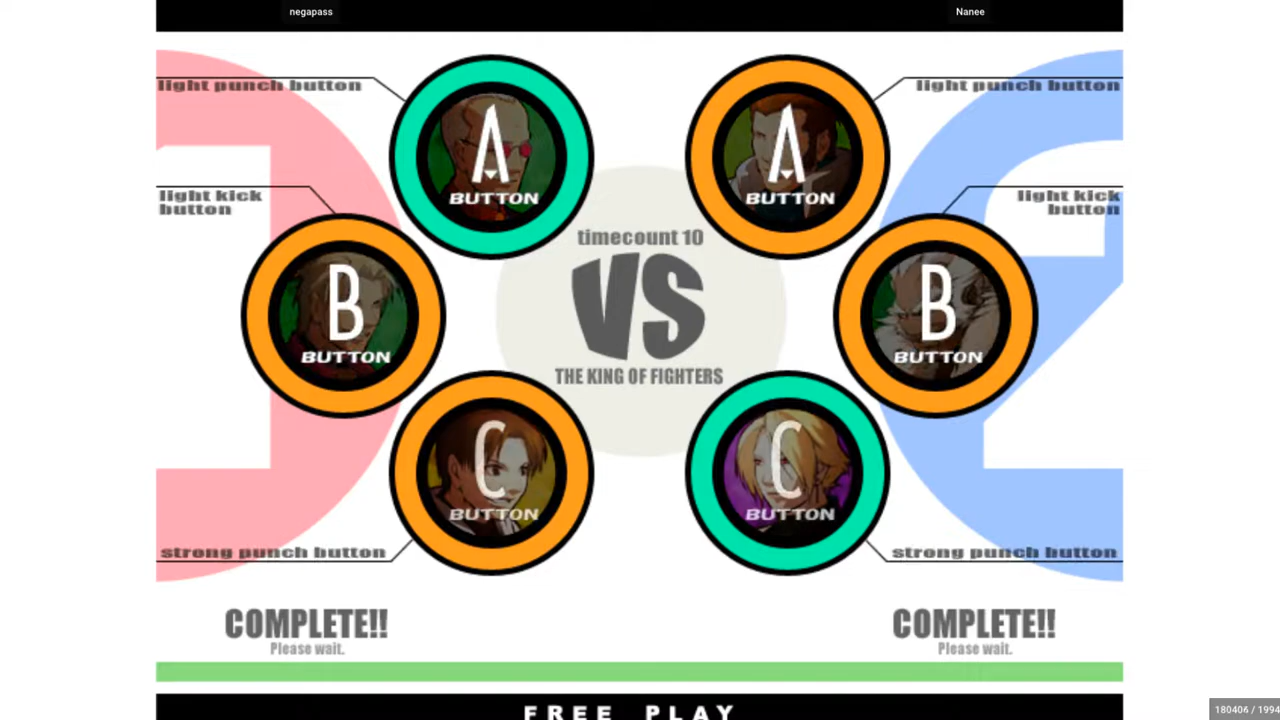 negapass
Nanee
light punch button
light punch button
A
BUTTON
A
BUTTON
light kick
button
light kick
button
timecount 10
VS
THE KING OF FIGHTERS
B
BUTTON
B
BUTTON
C
BUTTON
C
BUTTON
strong punch button
strong punch button
COMPLETE!!
Please wait.
COMPLETE!!
Please wait.
FREE PLAY
180406 / 1994